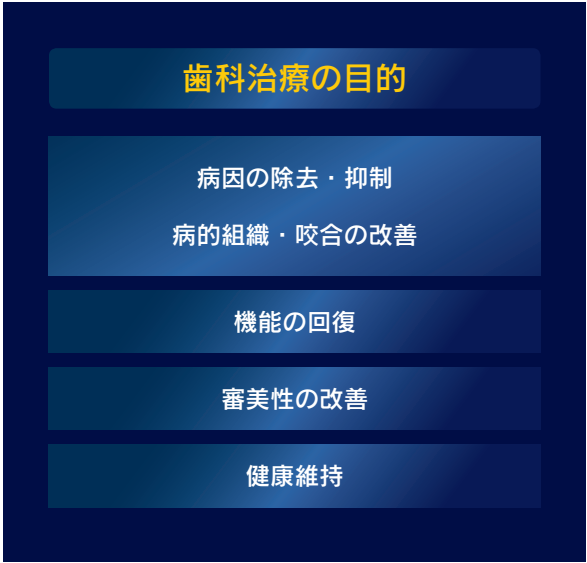 歯科治療の目的
病因の除去・抑制
病的組織・咬合の改善
機能の回復
審美性の改善
健康維持